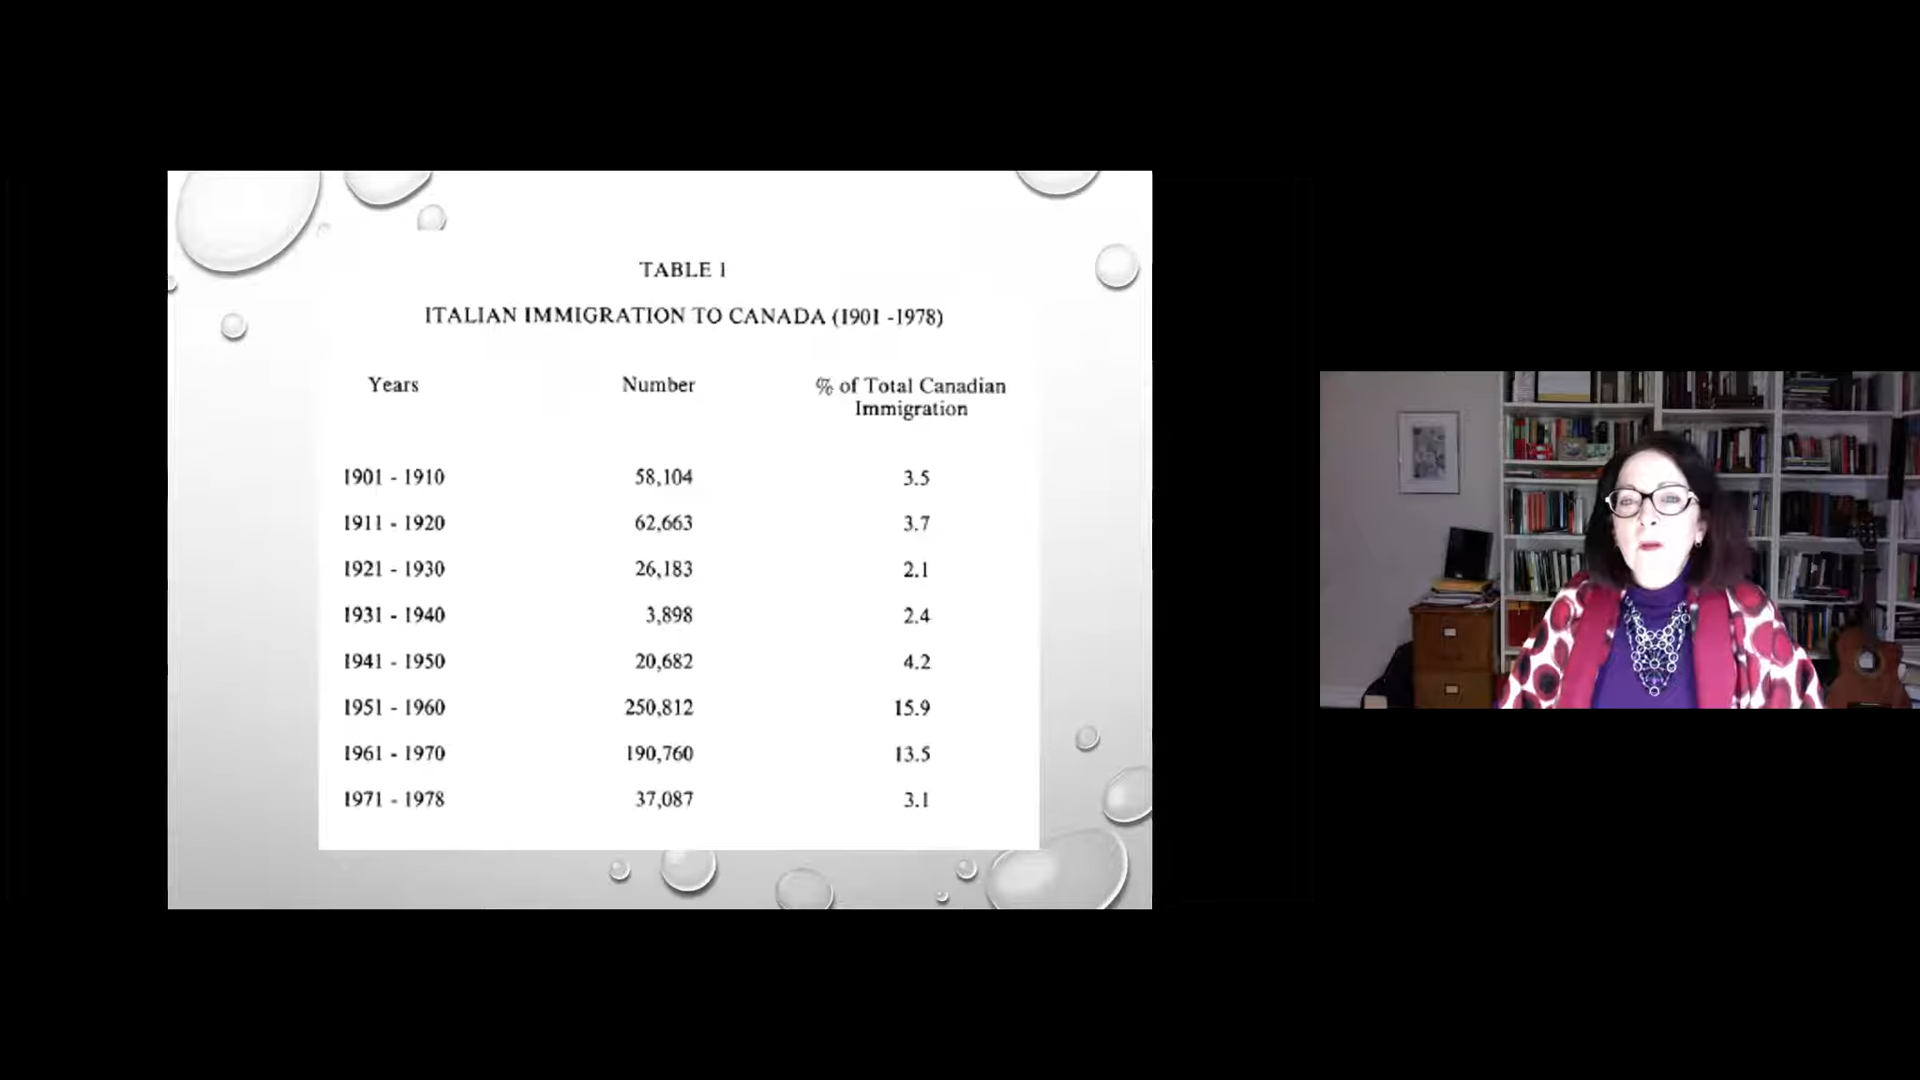 TABLE 1
ITALIAN IMMIGRATION TO CANADA (1901 -1978)
Years Number % of Total Canadian
Immigration
1901 - 1910 58,104 3.5
1911 - 1920 62,663 3.7
1921 - 1930 26,183 2.1
1931 - 1940 3,898 2.4
1941 - 1950 20,682 4.2
1951 - 1960 250,812 15.9
1961 - 1970 190,760 13.5
1971 - 1978 37,087 3.1